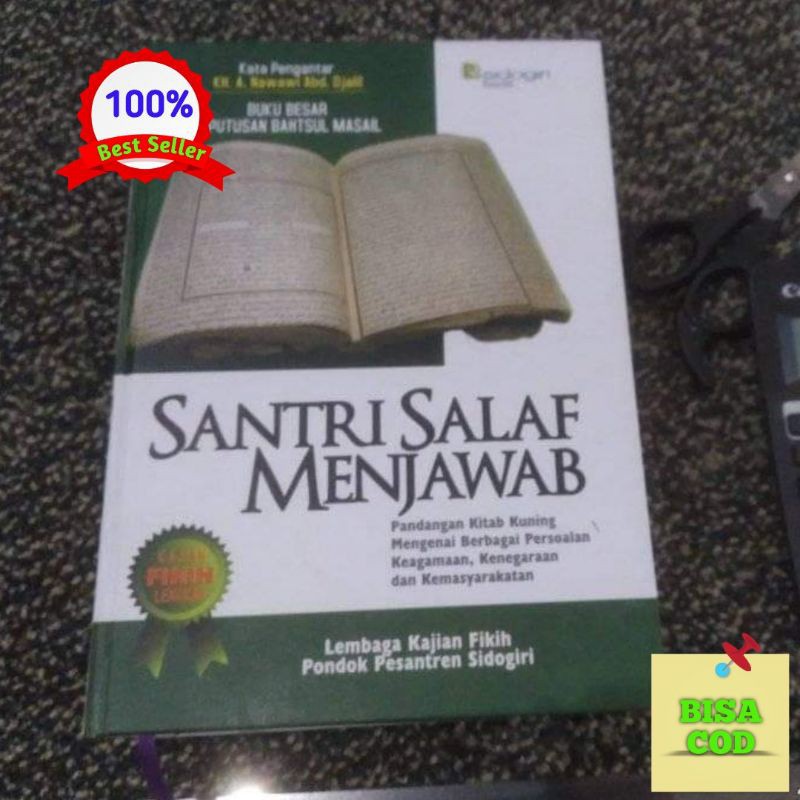 100%
Best Seller
Kata Pengantar
KH. A. Nawawi Abd. Djalil
BUKU BESAR
PUTUSAN BAHTSUL MASAIL
SANTRI SALAF
MENJAWAB
Pandangan Kitab Kuning
Mengenai Berbagai Persoalan
Keagamaan, Kenegaraan
dan Kemasyarakatan
FIKIH
Lembaga Kajian Fikih
Pondok Pesantren Sidogiri
BISA
COD